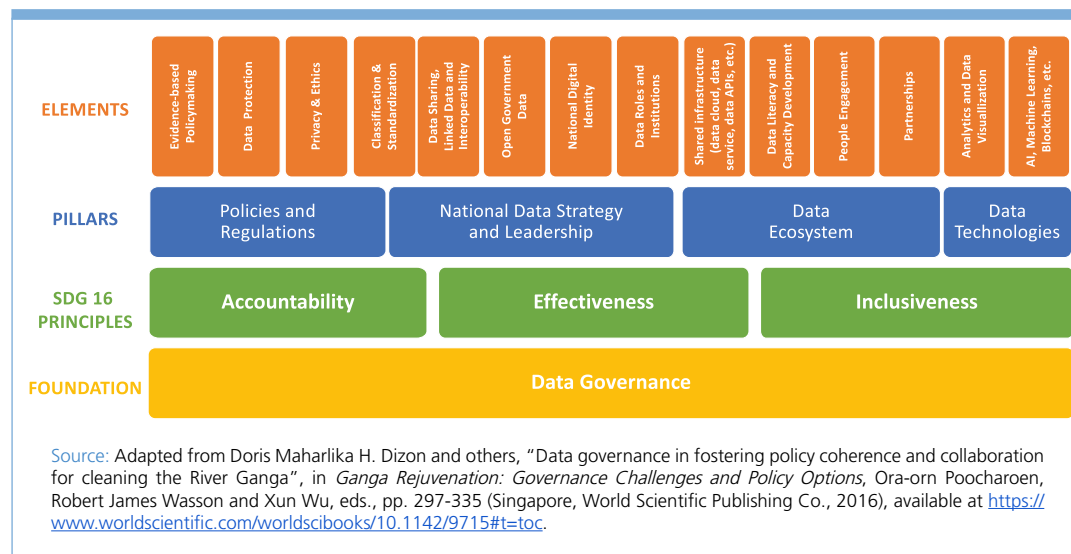 ELEMENTS
Evidence-based
Policymaking
Data Protection
Privacy & Ethics
Classification &
Standardization
Data Sharing,
Linked Data and
Interoperability
Open Government
Data
National Digital
Identity
Data Roles and
Institutions
Shared infrastructure
(data cloud, data
service, data APIs, etc.)
Data Literacy and
Capacity Development
People Engagement
Partnerships
Analytics and Data
Visuallization
AI, Machine Learning,
Blockchains, etc.
PILLARS
Policies and
Regulations
National Data Strategy
and Leadership
Data
Ecosystem
Data
Technologies
SDG 16
PRINCIPLES
Accountability
Effectiveness
Inclusiveness
FOUNDATION
Data Governance
Source: Adapted from Doris Maharlika H. Dizon and others, “Data governance in fostering policy coherence and collaboration
for cleaning the River Ganga”, in Ganga Rejuvenation: Governance Challenges and Policy Options, Ora-orn Poocharoen,
Robert James Wasson and Xun Wu, eds., pp. 297-335 (Singapore, World Scientific Publishing Co., 2016), available at https://
www.worldscientific.com/worldscibooks/10.1142/9715#t=toc.